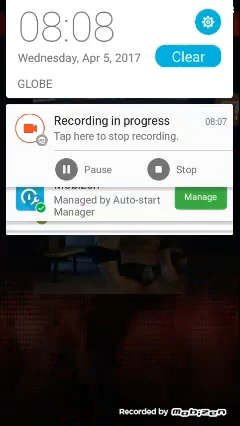 08:08
Wednesday, Apr 5, 2017
Clear
GLOBE
Recording in progress
08:07
Tap here to stop recording.
Pause
Stop
Mobizen
Managed by Auto-start
Manager
Manage
Recorded by mobizen